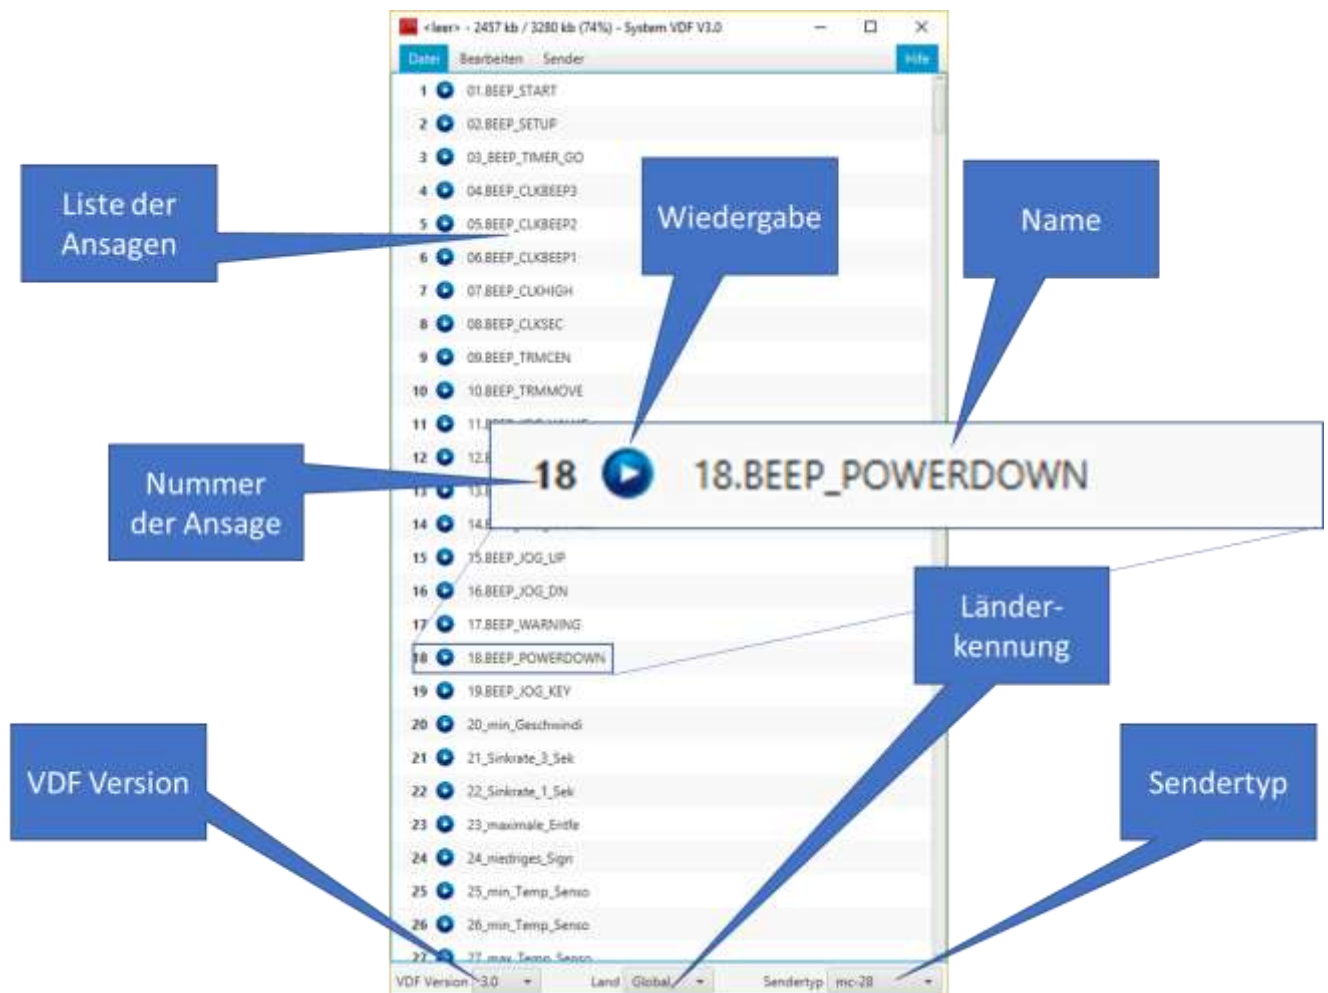 <leer> - 2457 kb / 3280 kb (74%) - System VDF V3.0
Datei Bearbeiten Sender Hilfe
1 01.BEEP_START
2 02.BEEP_SETUP
3 03_BEEP_TIMER_GO
4 04.BEEP_CLKBEEP3
5 05.BEEP_CLKBEEP2
6 06.BEEP_CLKBEEP1
7 07.BEEP_CLKHIGH
8 08.BEEP_CLKSEC
9 09.BEEP_TRMCEN
10 10.BEEP_TRMMOVE
11
12
13
14
15 15.BEEP_JOG_UP
16 16.BEEP_JOG_DN
17 17.BEEP_WARNING
18 18.BEEP_POWERDOWN
19 19.BEEP_JOG_KEY
20 20_min_Geschwindi
21 21_Sinkrate_3_Sek
22 22_Sinkrate_1_Sek
23 23_maximale_Entfe
24 24_niedriges_Sign
25 25_min_Temp_Senso
26 26_min_Temp_Senso
27 27_max_Temp_Senso
VDF Version 3.0 Land Global Sendertyp mc-28
Liste der
Ansagen
Wiedergabe
Name
18 18.BEEP_POWERDOWN
Nummer
der Ansage
Länder-
kennung
VDF Version
Sendertyp